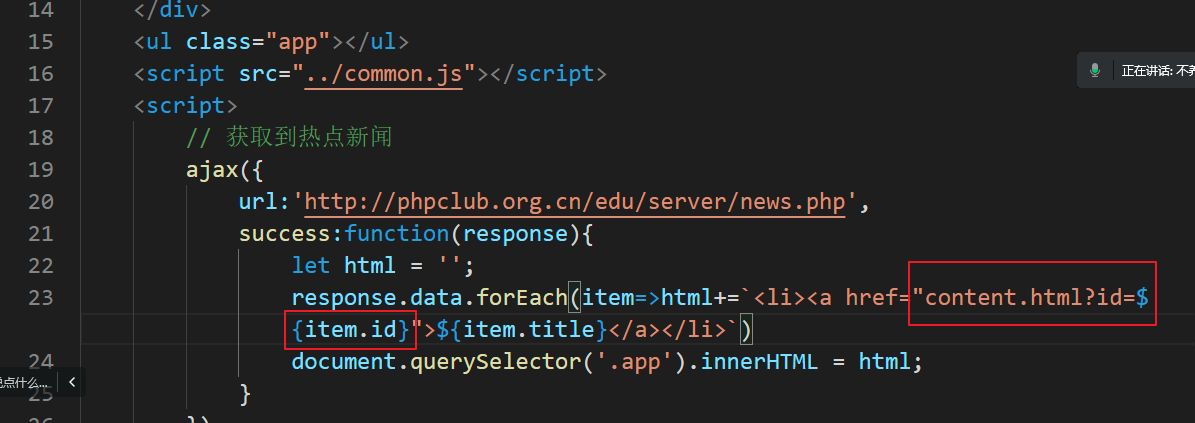 14 </div>
15 <ul class="app"></ul>
16 <script src="../common.js"></script>
正在讲话: 不
17 <script>
18 // 获取到热点新闻
19 ajax({
20 url:'http://phpclub.org.cn/edu/server/news.php',
21 success:function(response){
22 let html = '';
23 response.data.forEach(item=>html+=`<li><a href="content.html?id=$
{item.id}">${item.title}</a></li>`)
24 document.querySelector('.app').innerHTML = html;
点什么...
25 }
26 })